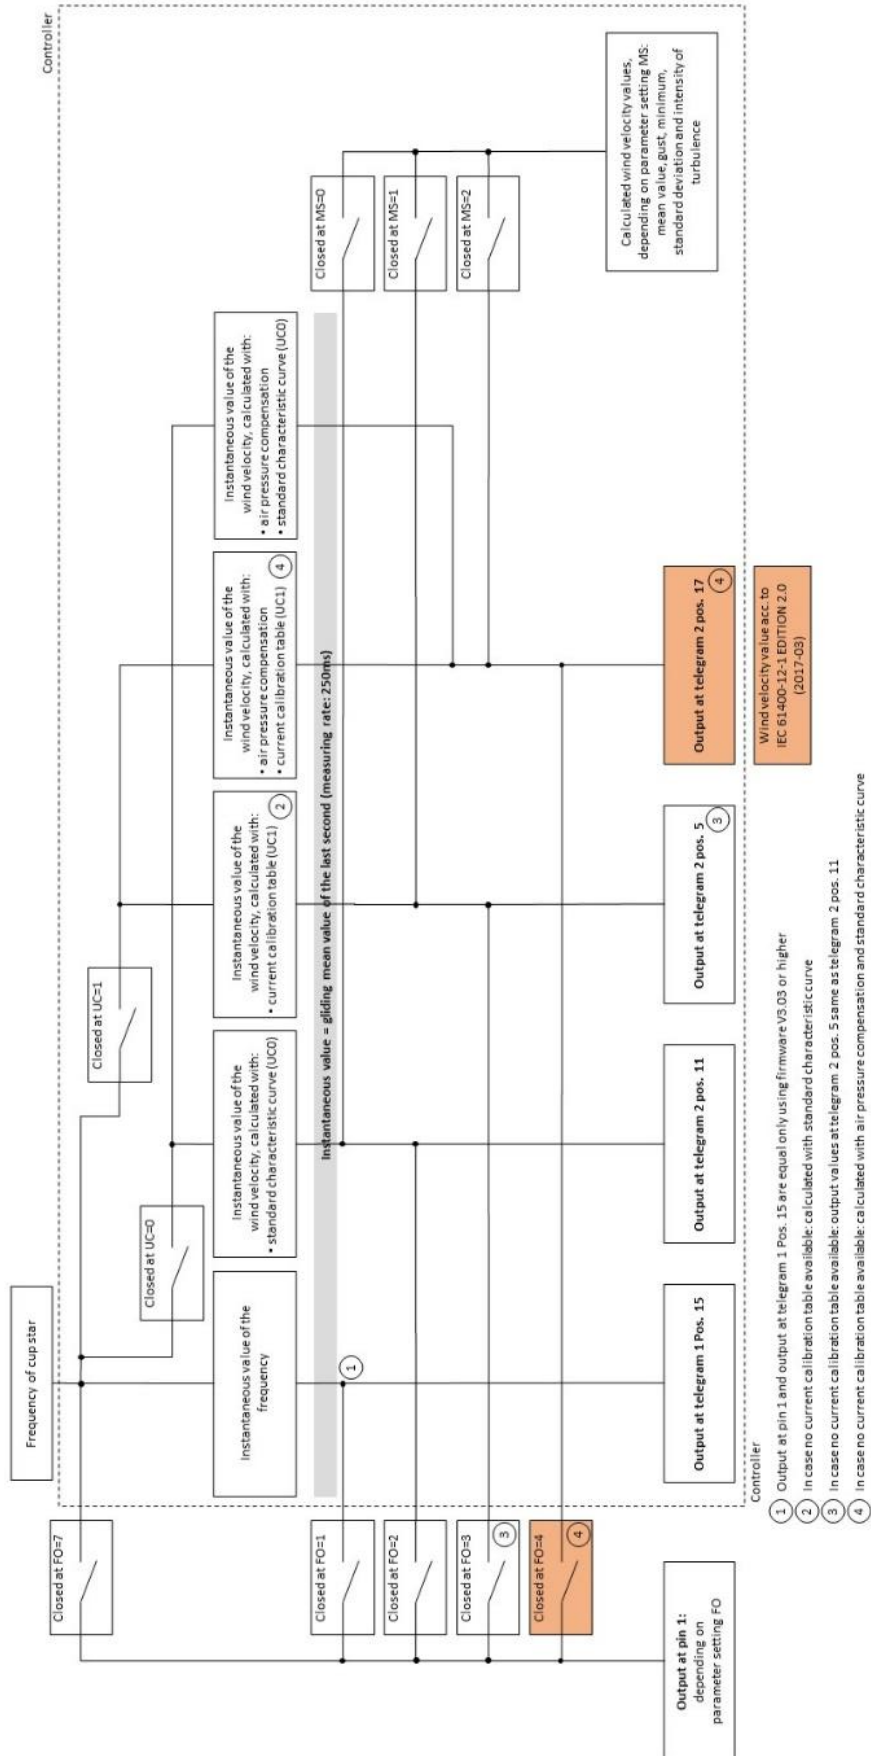 Controller
Frequency of cup star
Closed at FO=7
Closed at UC=0
Closed at UC=1
Instantaneous value of the
frequency
Instantaneous value of the
wind velocity, calculated with:
• standard characteristic curve (UC0)
Instantaneous value of the
wind velocity, calculated with:
• current calibration table (UC1)
2
Instantaneous value of the
wind velocity, calculated with:
• air pressure compensation
• current calibration table (UC1)
4
Instantaneous value of the
wind velocity, calculated with:
• air pressure compensation
• standard characteristic curve (UC0)
Instantaneous value = gliding mean value of the last second (measuring rate: 250ms)
Closed at FO=1
1
Closed at MS=0
Closed at FO=2
Closed at MS=1
Closed at FO=3
3
Closed at MS=2
Closed at FO=4
4
Output at pin 1:
depending on
parameter setting FO
Output at telegram 1 Pos. 15
Output at telegram 2 pos. 11
Output at telegram 2 pos. 5
3
Output at telegram 2 pos. 17
4
Calculated wind velocity values,
depending on parameter setting MS:
mean value, gust, minimum,
standard deviation and intensity of
turbulence
Controller
Wind velocity value acc. to
IEC 61400-12-1 EDITION 2.0
(2017-03)
1 Output at pin 1 and output at telegram 1 Pos. 15 are equal only using firmware V3.03 or higher
2 In case no current calibration table available: calculated with standard characteristic curve
3 In case no current calibration table available: output values at telegram 2 pos. 5 same as telegram 2 pos. 11
4 In case no current calibration table available: calculated with air pressure compensation and standard characteristic curve